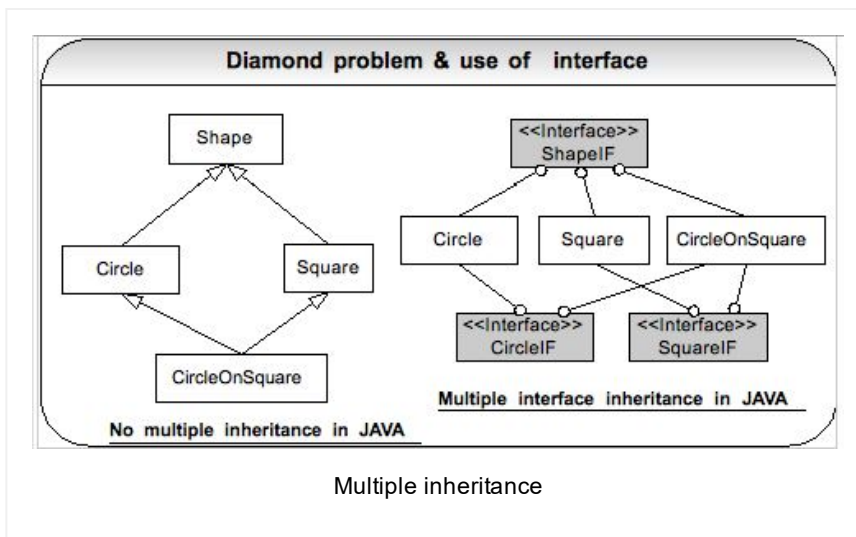 Diamond problem & use of interface
Shape
Circle
Square
CircleOnSquare
No multiple inheritance in JAVA
<<Interface>>
ShapeIF
Circle
Square
CircleOnSquare
<<Interface>>
CircleIF
<<Interface>>
SquareIF
Multiple interface inheritance in JAVA
Multiple inheritance